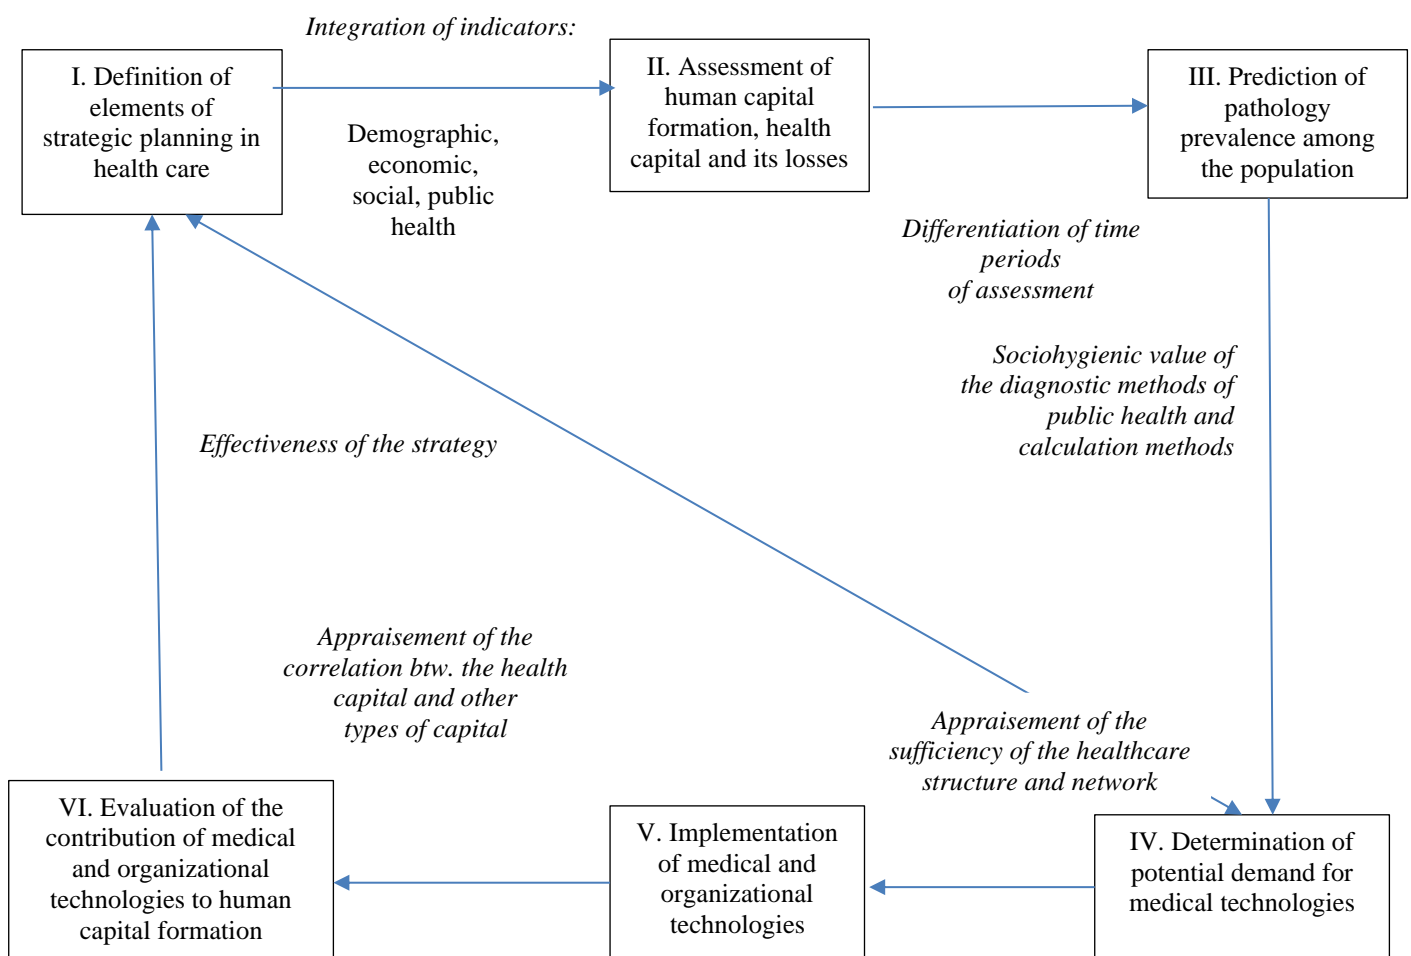 Integration of indicators:
I. Definition of
elements of
strategic planning in
health care
Demographic,
economic,
social, public
health
II. Assessment of
human capital
formation, health
capital and its losses
III. Prediction of
pathology
prevalence among
the population
Differentiation of time
periods
of assessment
Sociohygienic value of
the diagnostic methods of
public health and
calculation methods
Effectiveness of the strategy
Appraisement of the
correlation btw. the health
capital and other
types of capital
Appraisement of the
sufficiency of the healthcare
structure and network
VI. Evaluation of the
contribution of medical
and organizational
technologies to human
capital formation
V. Implementation
of medical and
organizational
technologies
IV. Determination of
potential demand for
medical technologies